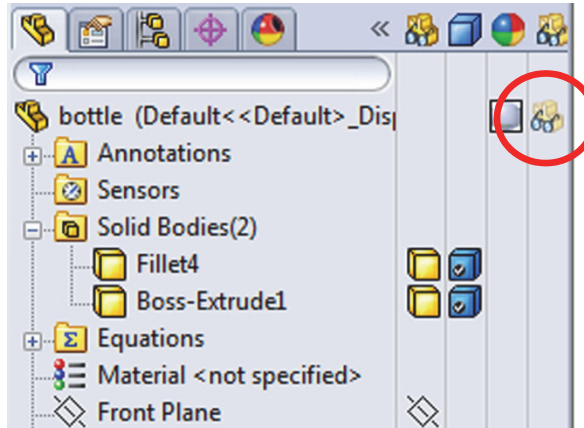 bottle (Default<<Default>_Disp
Annotations
Sensors
Solid Bodies(2)
Fillet4
Boss-Extrude1
Equations
Material <not specified>
Front Plane